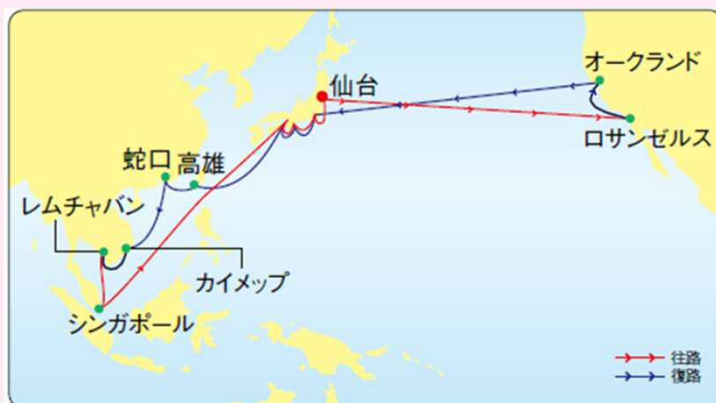 仙台
オークランド
ロサンゼルス
蛇口
高雄
レムチャバン
カイメップ
シンガポール
往路
復路